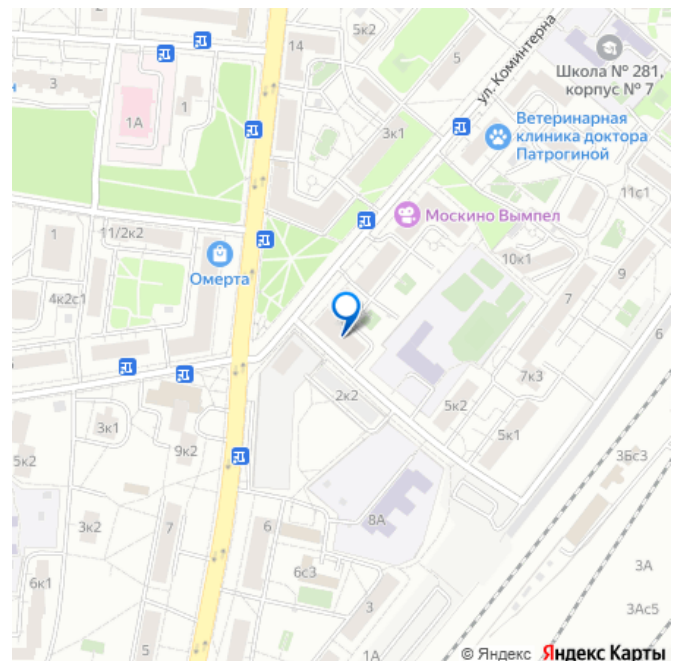 2
5к2
14
5
ул. Коминтерна
Школа № 281,
корпус № 7
3
1
1А
3к1
Ветеринарная
клиника доктора
Патрогиной
11с1
Москино Вымпел
1
11/2к2
10к1
9
Омерта
4к2с1
7
6
7к3
2к2
5к2
3к1
5к1
9к2
5к2
3Бс3
8А
3к2
7
6
3А
6с3
6к1
3
3Ас5
5
1А
© Яндекс Яндекс Карты